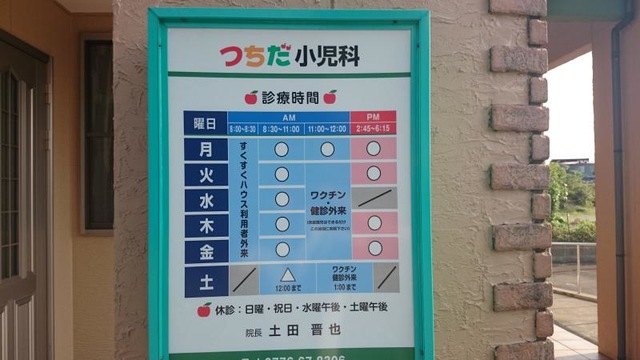 つちだ小児科
診療時間
曜日 AM PM
8:00~8:30 8:30~11:00 11:00~12:00 2:45~6:15
月 ○ ○ ○
火 ○ ○
水 ○
木 ○ ○
金 ○ ○
すくすくハウス利用者外来
ワクチン
・
健診外来
土 △ 12:00まで
ワクチン
健診外来
1:00まで
休診:日曜・祝日・水曜午後・土曜午後
院長 土田 晋也